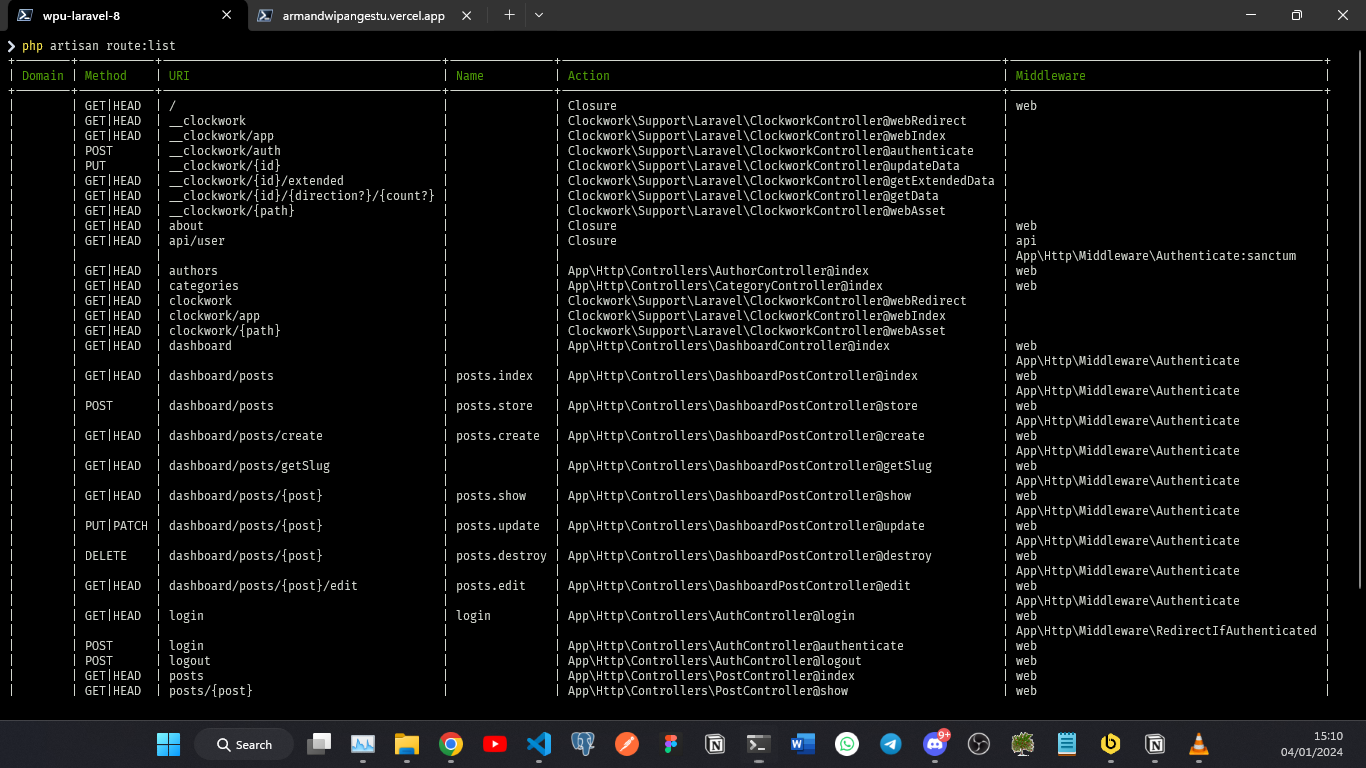 wpu-laravel-8
armandwipangestu.vercel.app
❯ php artisan route:list
| Domain | Method | URI | Name | Action | Middleware |
| | GET|HEAD | / | | Closure | web |
| | GET|HEAD | __clockwork | | Clockwork\Support\Laravel\ClockworkController@webRedirect | |
| | GET|HEAD | __clockwork/app | | Clockwork\Support\Laravel\ClockworkController@webIndex | |
| | POST | __clockwork/auth | | Clockwork\Support\Laravel\ClockworkController@authenticate | |
| | PUT | __clockwork/{id} | | Clockwork\Support\Laravel\ClockworkController@updateData | |
| | GET|HEAD | __clockwork/{id}/extended | | Clockwork\Support\Laravel\ClockworkController@getExtendedData | |
| | GET|HEAD | __clockwork/{id}/{direction?}/{count?} | | Clockwork\Support\Laravel\ClockworkController@getData | |
| | GET|HEAD | __clockwork/{path} | | Clockwork\Support\Laravel\ClockworkController@webAsset | |
| | GET|HEAD | about | | Closure | web |
| | GET|HEAD | api/user | | Closure | api |
| | | | | | App\Http\Middleware\Authenticate:sanctum |
| | GET|HEAD | authors | | App\Http\Controllers\AuthorController@index | web |
| | GET|HEAD | categories | | App\Http\Controllers\CategoryController@index | web |
| | GET|HEAD | clockwork | | Clockwork\Support\Laravel\ClockworkController@webRedirect | |
| | GET|HEAD | clockwork/app | | Clockwork\Support\Laravel\ClockworkController@webIndex | |
| | GET|HEAD | clockwork/{path} | | Clockwork\Support\Laravel\ClockworkController@webAsset | |
| | GET|HEAD | dashboard | | App\Http\Controllers\DashboardController@index | web |
| | | | | | App\Http\Middleware\Authenticate |
| | GET|HEAD | dashboard/posts | posts.index | App\Http\Controllers\DashboardPostController@index | web |
| | | | | | App\Http\Middleware\Authenticate |
| | POST | dashboard/posts | posts.store | App\Http\Controllers\DashboardPostController@store | web |
| | | | | | App\Http\Middleware\Authenticate |
| | GET|HEAD | dashboard/posts/create | posts.create | App\Http\Controllers\DashboardPostController@create | web |
| | | | | | App\Http\Middleware\Authenticate |
| | GET|HEAD | dashboard/posts/getSlug | | App\Http\Controllers\DashboardPostController@getSlug | web |
| | | | | | App\Http\Middleware\Authenticate |
| | GET|HEAD | dashboard/posts/{post} | posts.show | App\Http\Controllers\DashboardPostController@show | web |
| | | | | | App\Http\Middleware\Authenticate |
| | PUT|PATCH | dashboard/posts/{post} | posts.update | App\Http\Controllers\DashboardPostController@update | web |
| | | | | | App\Http\Middleware\Authenticate |
| | DELETE | dashboard/posts/{post} | posts.destroy | App\Http\Controllers\DashboardPostController@destroy | web |
| | | | | | App\Http\Middleware\Authenticate |
| | GET|HEAD | dashboard/posts/{post}/edit | posts.edit | App\Http\Controllers\DashboardPostController@edit | web |
| | | | | | App\Http\Middleware\Authenticate |
| | GET|HEAD | login | login | App\Http\Controllers\AuthController@login | web |
| | | | | | App\Http\Middleware\RedirectIfAuthenticated |
| | POST | login | | App\Http\Controllers\AuthController@authenticate | web |
| | POST | logout | | App\Http\Controllers\AuthController@logout | web |
| | GET|HEAD | posts | | App\Http\Controllers\PostController@index | web |
| | GET|HEAD | posts/{post} | | App\Http\Controllers\PostController@show | web |
Search
9+
15:10
04/01/2024